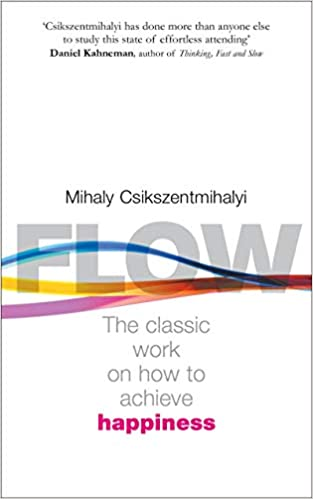 ‘Csikszentmihalyi has done more than anyone else
to study this state of effortless attending’
Daniel Kahneman, author of Thinking, Fast and Slow
Mihaly Csikszentmihalyi
FLOW
The classic
work
on how to
achieve
happiness